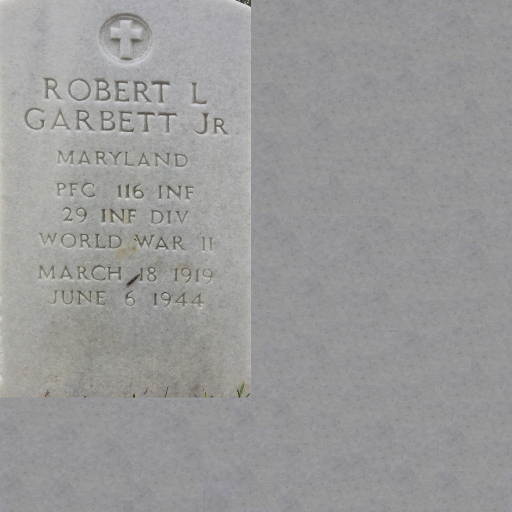 ROBERT L
GARBETT JR
MARYLAND
PFC 116 INF
29 INF DIV
WORLD WAR II
MARCH 18 1919
JUNE 6 1944